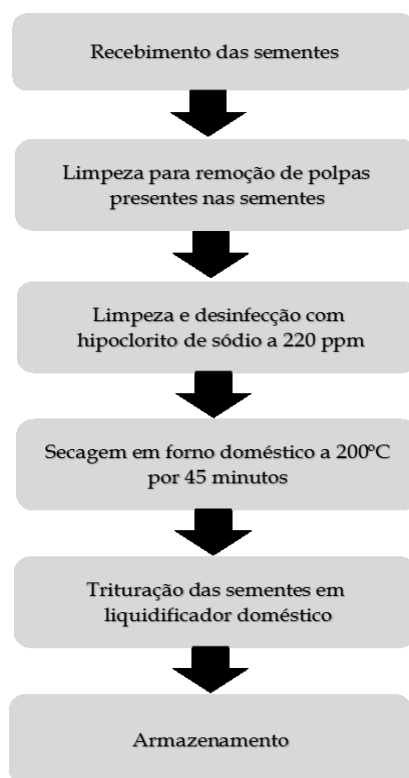 Recebimento das sementes
Limpeza para remoção de polpas
presentes nas sementes
Limpeza e desinfecção com
hipoclorito de sódio a 220 ppm
Secagem em forno doméstico a 200ºC
por 45 minutos
Trituração das sementes em
liquidificador doméstico
Armazenamento